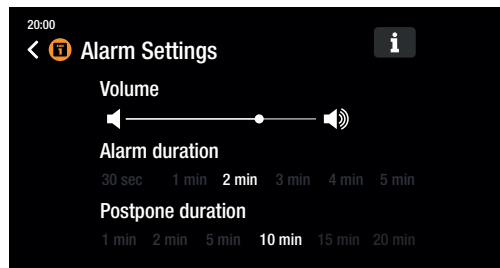 20:00
Alarm Settings
i
Volume
Alarm duration
30 sec 1 min 2 min 3 min 4 min 5 min
Postpone duration
1 min 2 min 5 min 10 min 15 min 20 min